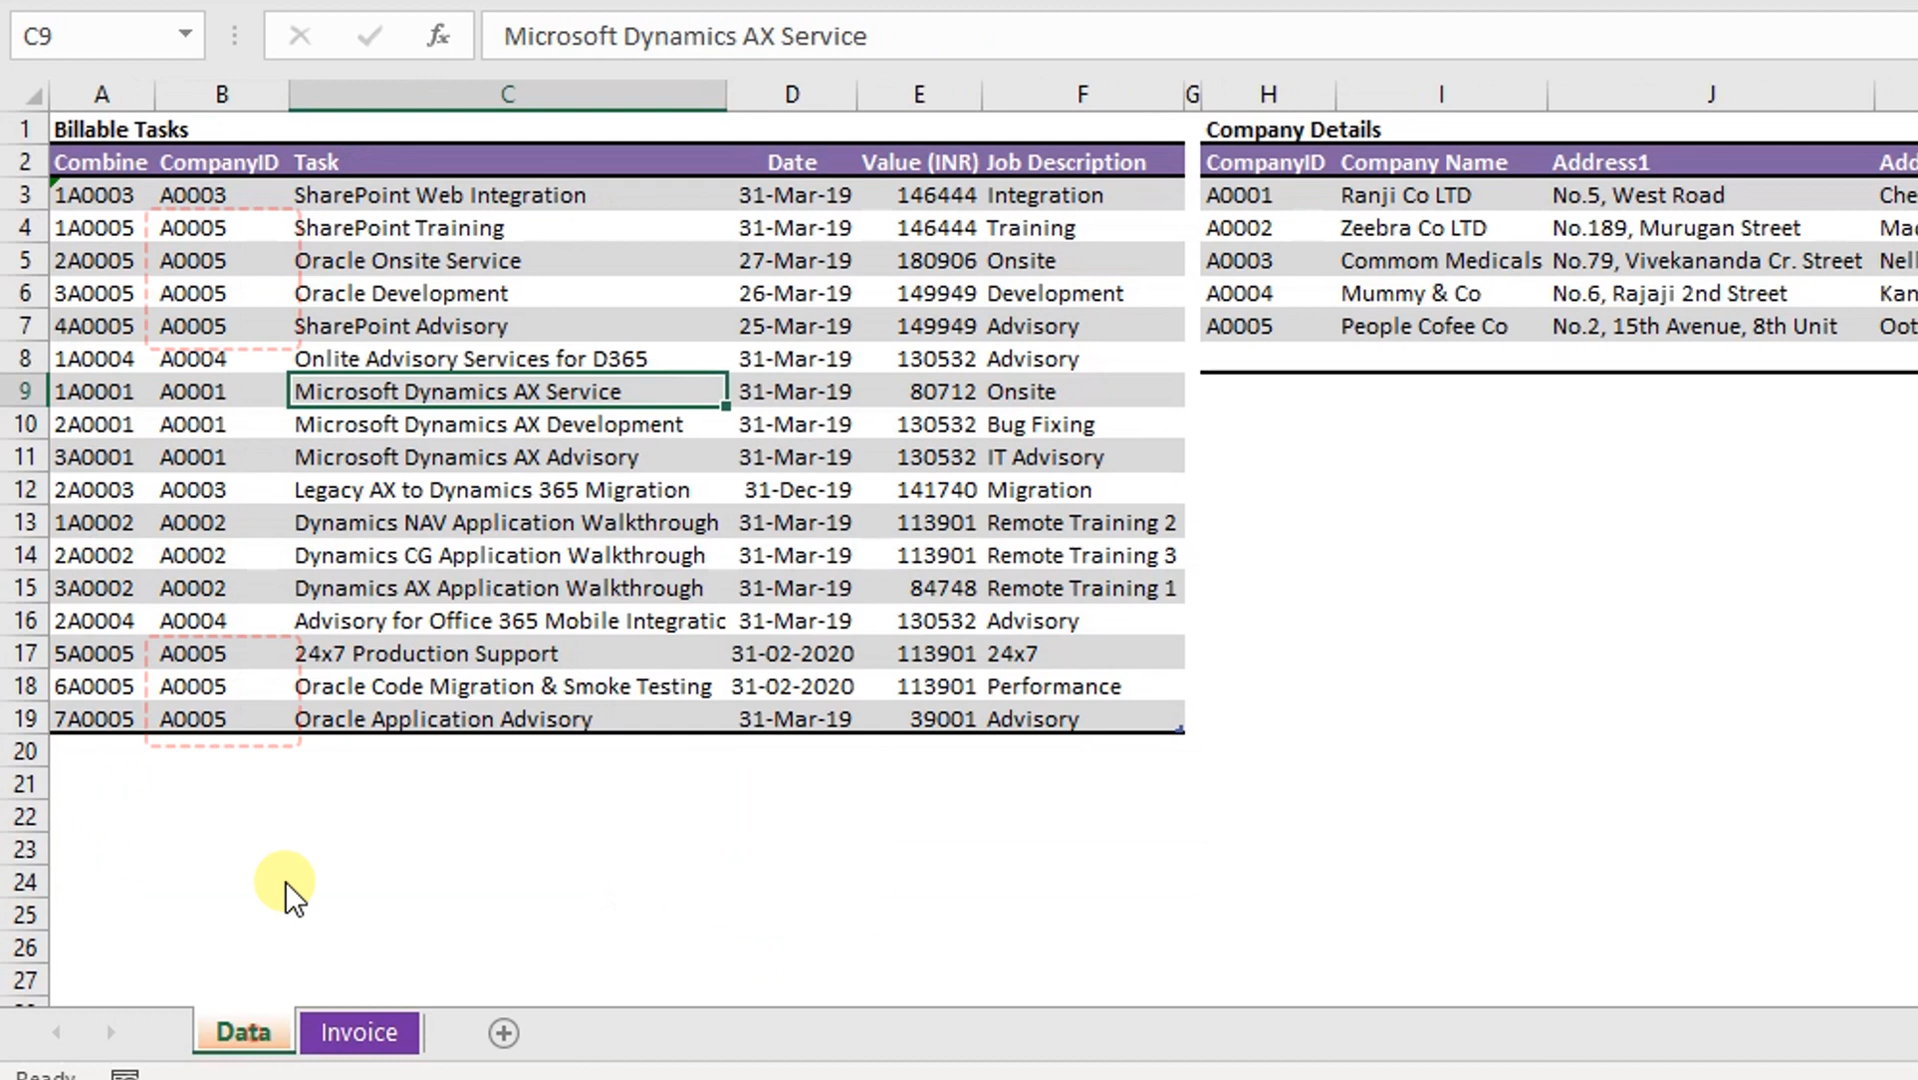 C9 fx Microsoft Dynamics AX Service
A B C D E F G H I J
1 Billable Tasks Company Details
2 Combine CompanyID Task Date Value (INR) Job Description CompanyID Company Name Address1 Add
3 1A0003 A0003 SharePoint Web Integration 31-Mar-19 146444 Integration A0001 Ranji Co LTD No.5, West Road Che
4 1A0005 A0005 SharePoint Training 31-Mar-19 146444 Training A0002 Zeebra Co LTD No.189, Murugan Street Mad
5 2A0005 A0005 Oracle Onsite Service 27-Mar-19 180906 Onsite A0003 Commom Medicals No.79, Vivekananda Cr. Street Nell
6 3A0005 A0005 Oracle Development 26-Mar-19 149949 Development A0004 Mummy & Co No.6, Rajaji 2nd Street Kan
7 4A0005 A0005 SharePoint Advisory 25-Mar-19 149949 Advisory A0005 People Cofee Co No.2, 15th Avenue, 8th Unit Oot
8 1A0004 A0004 Onlite Advisory Services for D365 31-Mar-19 130532 Advisory
9 1A0001 A0001 Microsoft Dynamics AX Service 31-Mar-19 80712 Onsite
10 2A0001 A0001 Microsoft Dynamics AX Development 31-Mar-19 130532 Bug Fixing
11 3A0001 A0001 Microsoft Dynamics AX Advisory 31-Mar-19 130532 IT Advisory
12 2A0003 A0003 Legacy AX to Dynamics 365 Migration 31-Dec-19 141740 Migration
13 1A0002 A0002 Dynamics NAV Application Walkthrough 31-Mar-19 113901 Remote Training 2
14 2A0002 A0002 Dynamics CG Application Walkthrough 31-Mar-19 113901 Remote Training 3
15 3A0002 A0002 Dynamics AX Application Walkthrough 31-Mar-19 84748 Remote Training 1
16 2A0004 A0004 Advisory for Office 365 Mobile Integratic 31-Mar-19 130532 Advisory
17 5A0005 A0005 24x7 Production Support 31-02-2020 113901 24x7
18 6A0005 A0005 Oracle Code Migration & Smoke Testing 31-02-2020 113901 Performance
19 7A0005 A0005 Oracle Application Advisory 31-Mar-19 39001 Advisory
20
21
22
23
24
25
26
27
Data Invoice
Ready